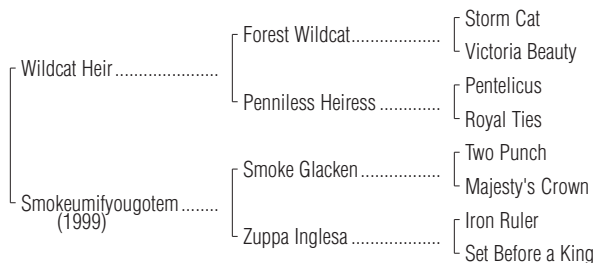 Storm Cat
Forest Wildcat....................
Victoria Beauty
Wildcat Heir.......................
Pentelicus
Penniless Heiress..............
Royal Ties
Two Punch
Smoke Glacken..................
Majesty's Crown
Smokeumifyougotem........
(1999)
Iron Ruler
Zuppa Inglesa....................
Set Before a King